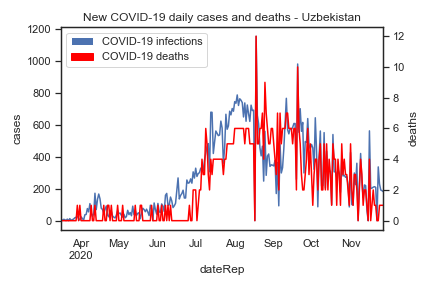 New COVID-19 daily cases and deaths - Uzbekistan
COVID-19 infections
COVID-19 deaths
1200
1000
800
600
400
200
0
cases
12
10
8
6
4
2
0
deaths
Apr May Jun Jul Aug Sep Oct Nov
2020
dateRep